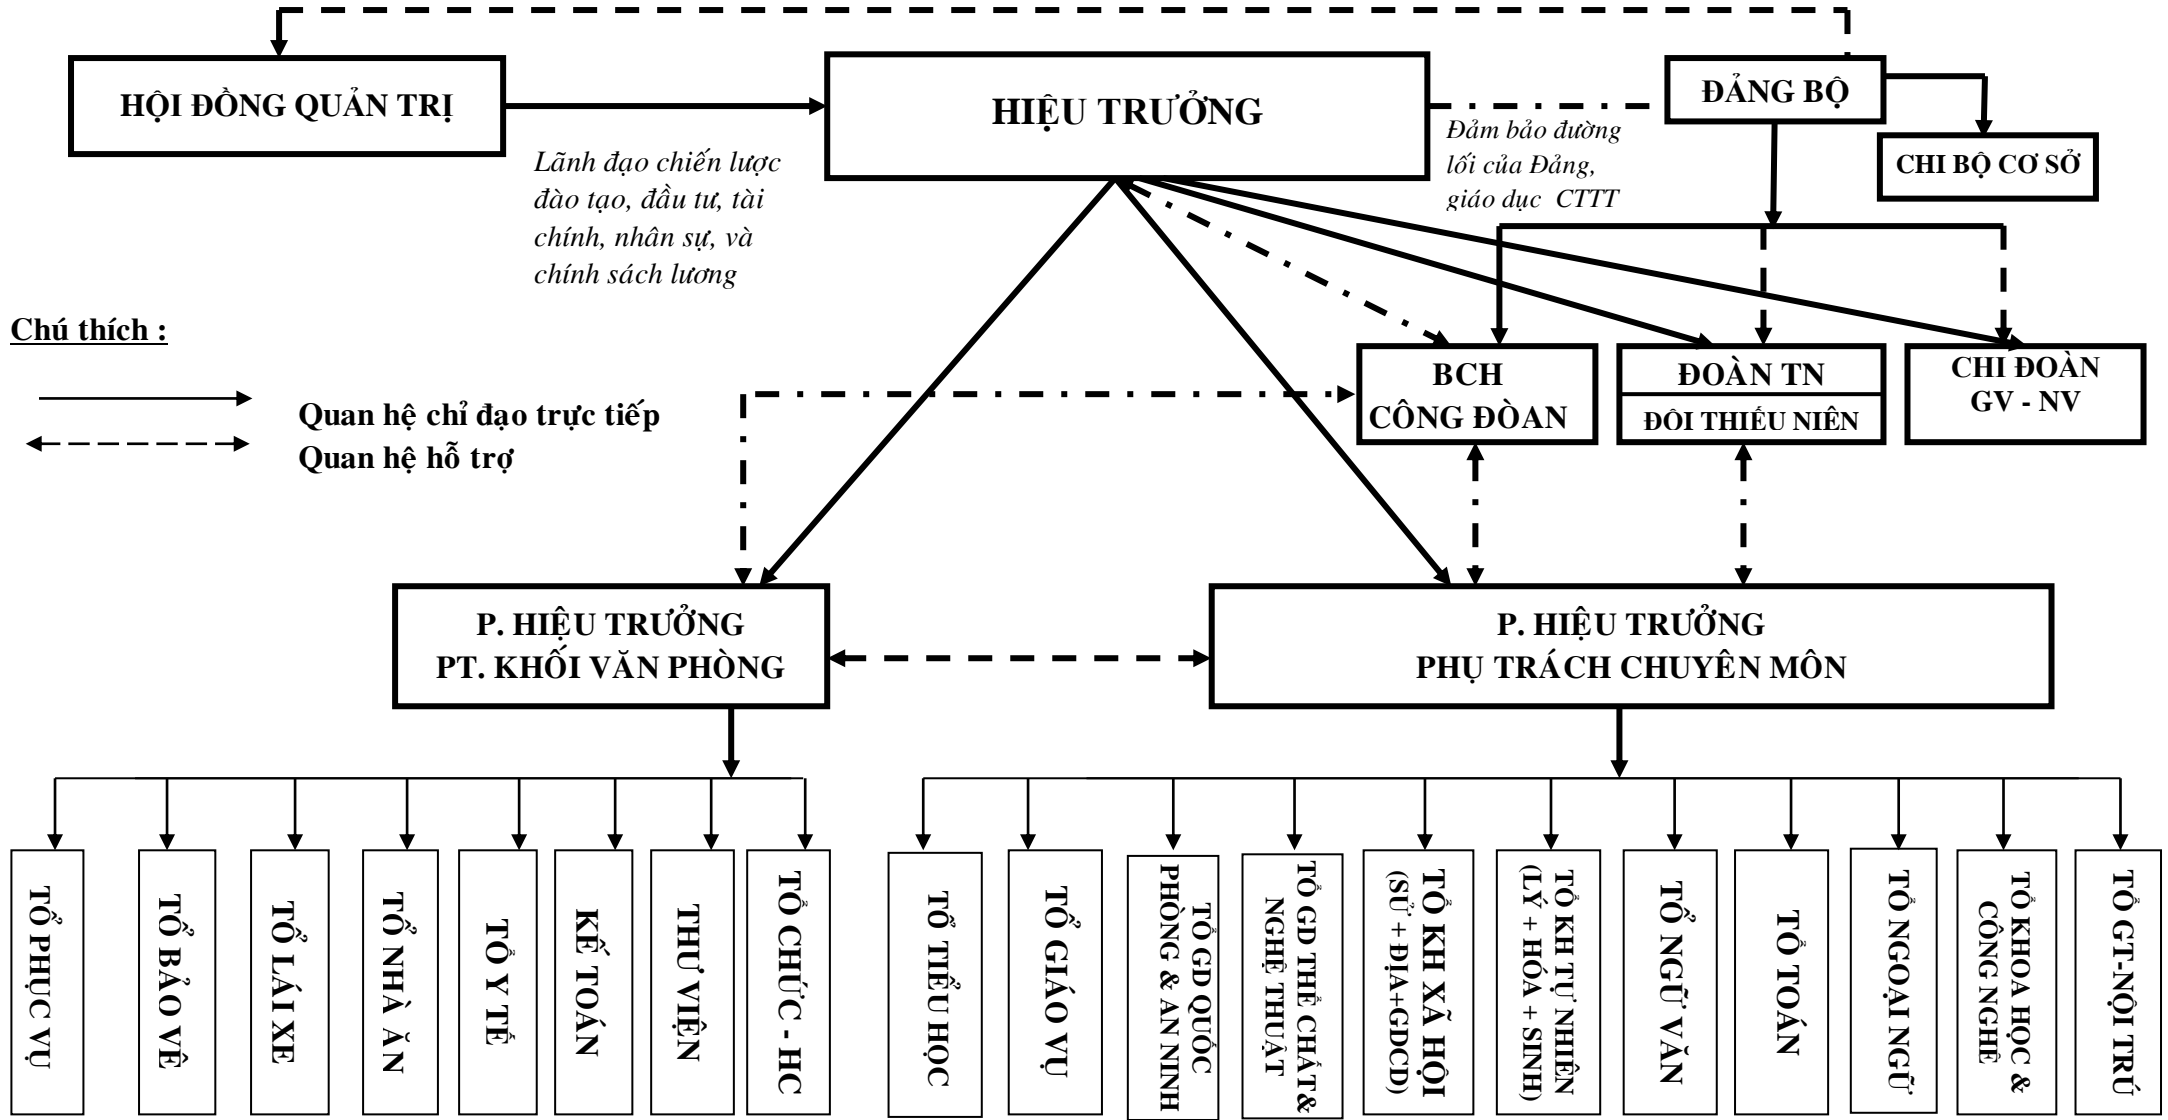 HỘI ĐỒNG QUẢN TRỊ
HIỆU TRƯỞNG
ĐẢNG BỘ
CHI BỘ CƠ SỞ
Lãnh đạo chiến lược
đào tạo, đầu tư, tài
chính, nhân sự, và
chính sách lương
Đảm bảo đường
lối của Đảng,
giáo dục CTTT
Chú thích :
Quan hệ chỉ đạo trực tiếp
Quan hệ hỗ trợ
BCH
CÔNG ĐÒAN
ĐOÀN TN
ĐÔI THIẾU NIÊN
CHI ĐOÀN
GV - NV
P. HIỆU TRƯỞNG
PT. KHỐI VĂN PHÒNG
P. HIỆU TRƯỞNG
PHỤ TRÁCH CHUYÊN MÔN
TỔ PHỤC VỤ
TỔ BẢO VÊ
TỔ LÁI XE
TỔ NHÀ ĂN
TỔ Y TẾ
KẾ TOÁN
THƯ VIỆN
TỔ CHỨC - HC
TỔ TIỂU HỌC
TỔ GIÁO VỤ
TỔ GD QUỐC
PHÒNG & AN NINH
TỔ GD THỂ CHẤT&
NGHỆ THUẬT
TỔ KH XÃ HỘI
(SỬ + ĐỊA+GDCD)
TỔ KH TỰ NHIÊN
(LÝ + HÓA + SINH)
TỔ NGỮ VĂN
TỔ TOÁN
TỔ NGOẠI NGỮ
TỔ KHOA HỌC &
CÔNG NGHÊ
TỔ GT-NỘI TRÚ